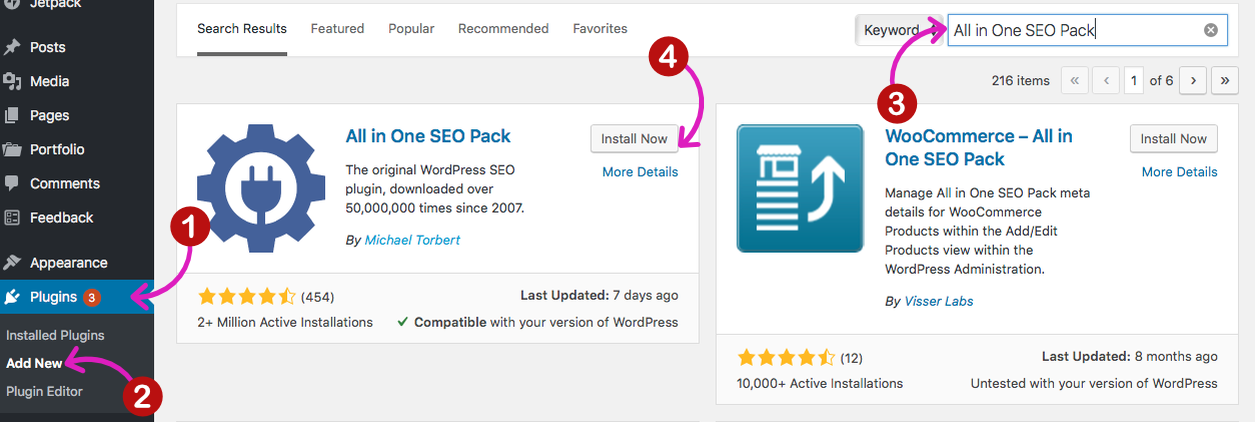 Jetpack
Posts
Media
Pages
Portfolio
Comments
Feedback
Appearance
Plugins 3
Installed Plugins
Add New
Plugin Editor
1
2
Search Results Featured Popular Recommended Favorites
Keyword All in One SEO Pack
3
4
216 items « ‹ 1 of 6 › »
All in One SEO Pack
Install Now
More Details
The original WordPress SEO
plugin, downloaded over
50,000,000 times since 2007.
By Michael Torbert
(454)
Last Updated: 7 days ago
2+ Million Active Installations
Compatible with your version of WordPress
WooCommerce – All in
One SEO Pack
Install Now
More Details
Manage All in One SEO Pack meta
details for WooCommerce
Products within the Add/Edit
Products view within the
WordPress Administration.
By Visser Labs
(12)
Last Updated: 8 months ago
10,000+ Active Installations
Untested with your version of WordPress